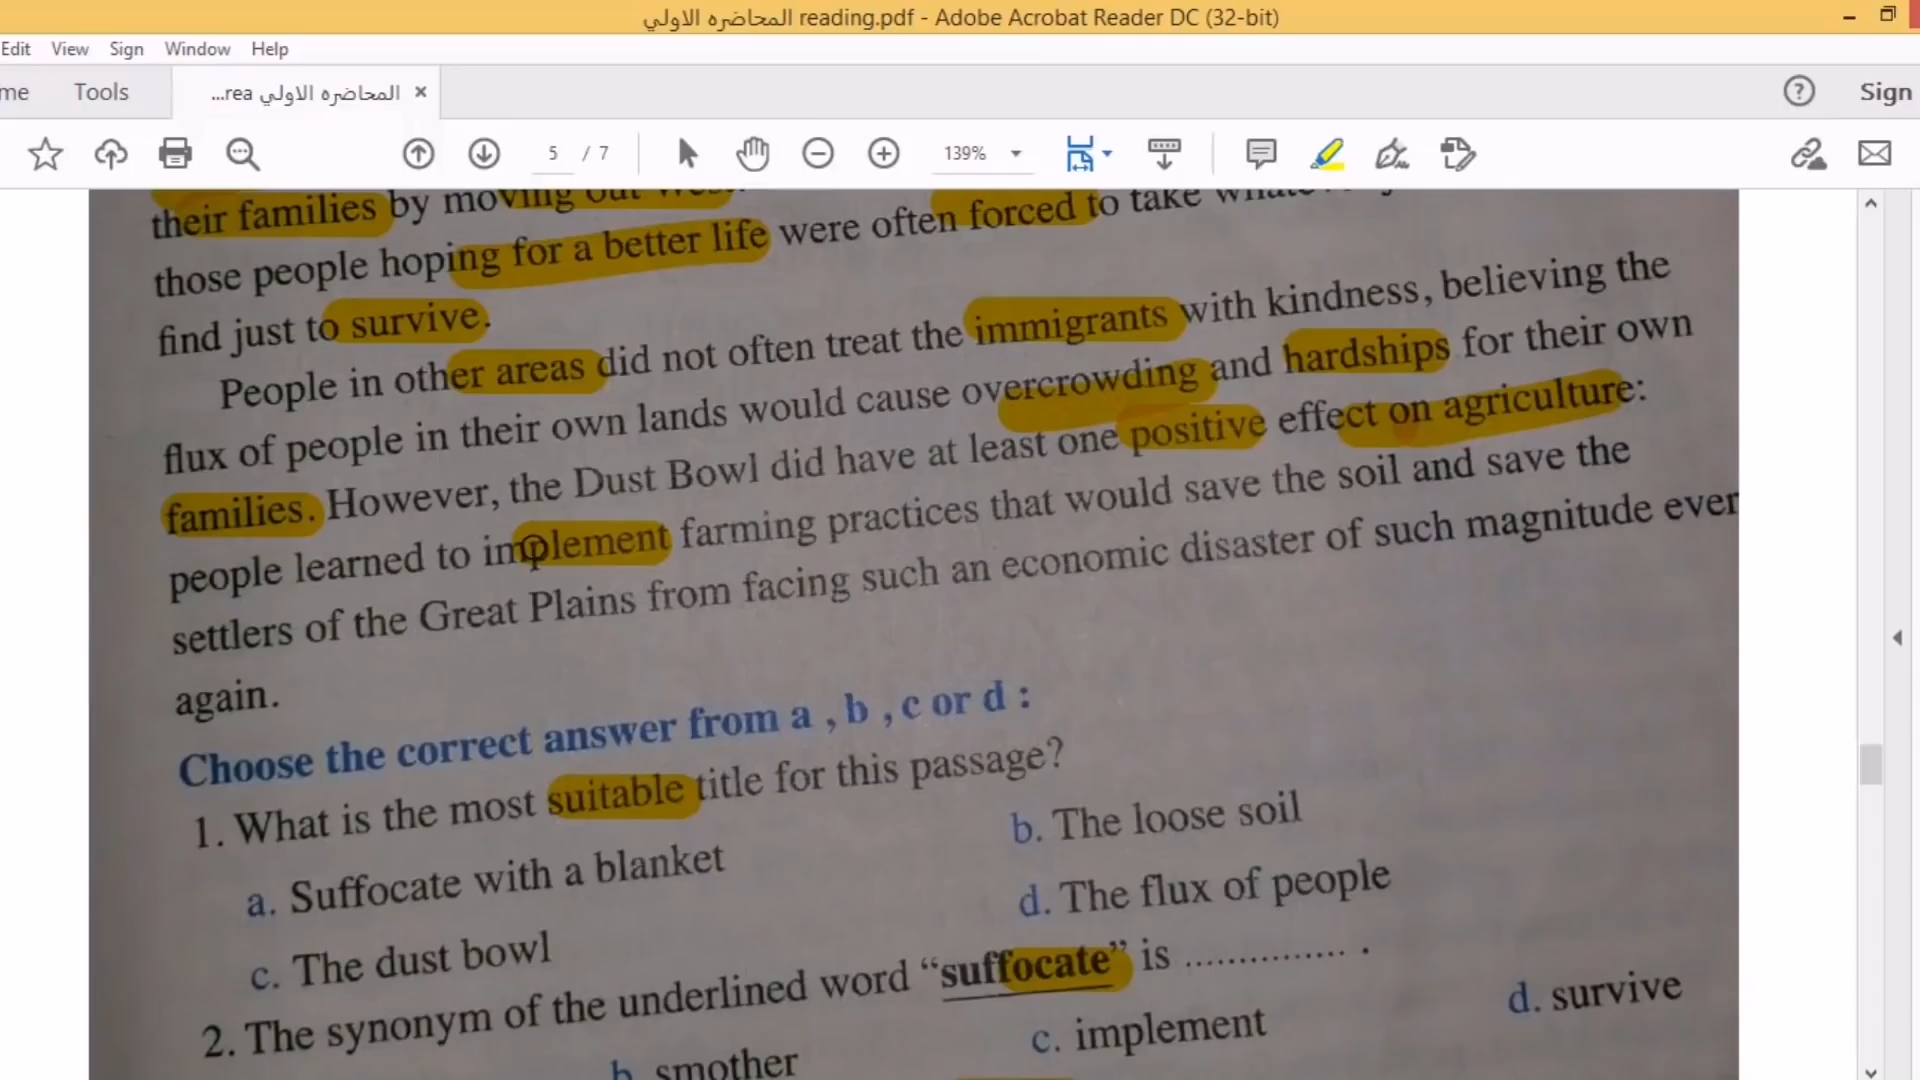 المحاضره الاولي reading.pdf - Adobe Acrobat Reader DC (32-bit)
Edit View Sign Window Help
me Tools المحاضره الاولي rea... × ? Sign
5 / 7 139%
their families by moving out West.
those people hoping for a better life were often forced to take
find just to survive.
People in other areas did not often treat the immigrants with kindness, believing the
flux of people in their own lands would cause overcrowding and hardships for their own
families. However, the Dust Bowl did have at least one positive effect on agriculture:
people learned to implement farming practices that would save the soil and save the
settlers of the Great Plains from facing such an economic disaster of such magnitude ever
again.
Choose the correct answer from a , b , c or d :
1. What is the most suitable title for this passage?
a. Suffocate with a blanket b. The loose soil
c. The dust bowl d. The flux of people
2. The synonym of the underlined word “suffocate” is ............... .
b. smother c. implement d. survive